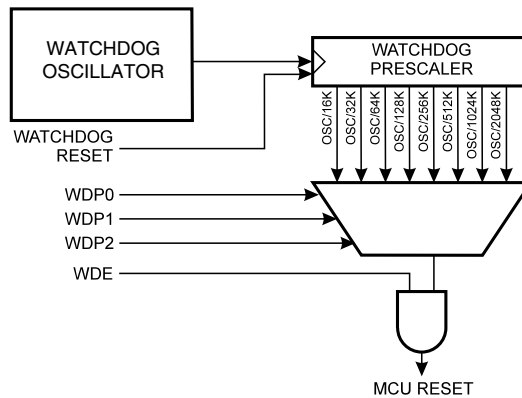 WATCHDOG
OSCILLATOR
WATCHDOG
PRESCALER
WATCHDOG
RESET
OSC/16K
OSC/32K
OSC/64K
OSC/128K
OSC/256K
OSC/512K
OSC/1024K
OSC/2048K
WDP0
WDP1
WDP2
WDE
MCU RESET